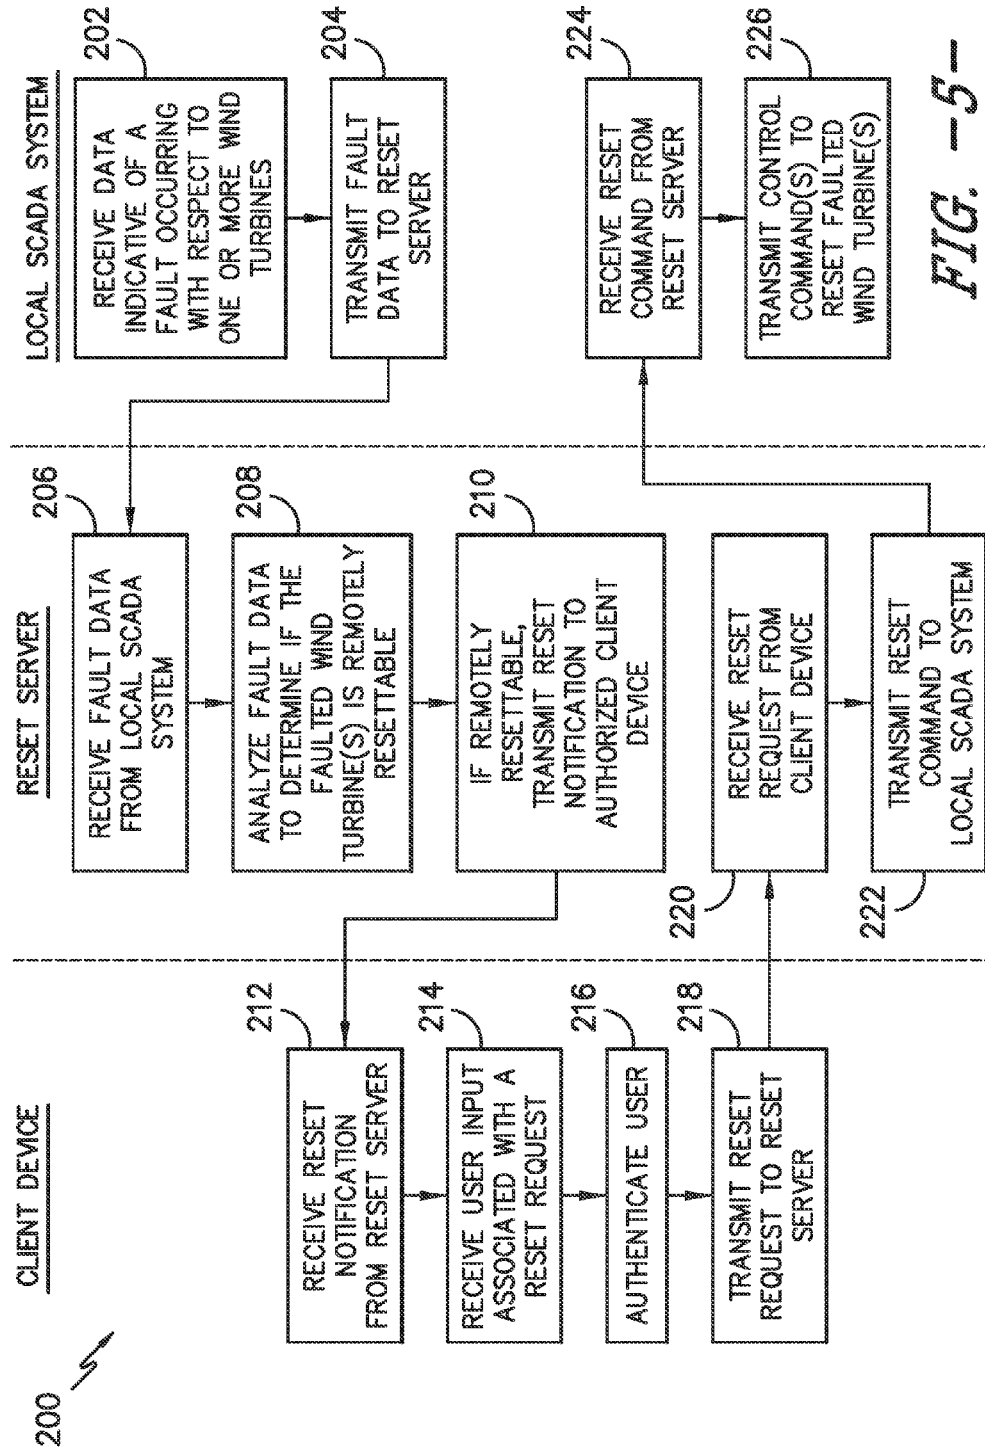 200
CLIENT DEVICE
212
RECEIVE RESET
NOTIFICATION
FROM RESET SERVER
214
RECEIVE USER INPUT
ASSOCIATED WITH A
RESET REQUEST
216
AUTHENTICATE USER
218
TRANSMIT RESET
REQUEST TO RESET
SERVER
RESET SERVER
206
RECEIVE FAULT DATA
FROM LOCAL SCADA
SYSTEM
208
ANALYZE FAULT DATA
TO DETERMINE IF THE
FAULTED WIND
TURBINE(S) IS REMOTELY
RESETTABLE
210
IF REMOTELY
RESETTABLE,
TRANSMIT RESET
NOTIFICATION TO
AUTHORIZED CLIENT
DEVICE
220
RECEIVE RESET
REQUEST FROM
CLIENT DEVICE
222
TRANSMIT RESET
COMMAND TO
LOCAL SCADA SYSTEM
LOCAL SCADA SYSTEM
202
RECEIVE DATA
INDICATIVE OF A
FAULT OCCURRING
WITH RESPECT TO
ONE OR MORE WIND
TURBINES
204
TRANSMIT FAULT
DATA TO RESET
SERVER
224
RECEIVE RESET
COMMAND FROM
RESET SERVER
226
TRANSMIT CONTROL
COMMAND(S) TO
RESET FAULTED
WIND TURBINE(S)
FIG. -5-